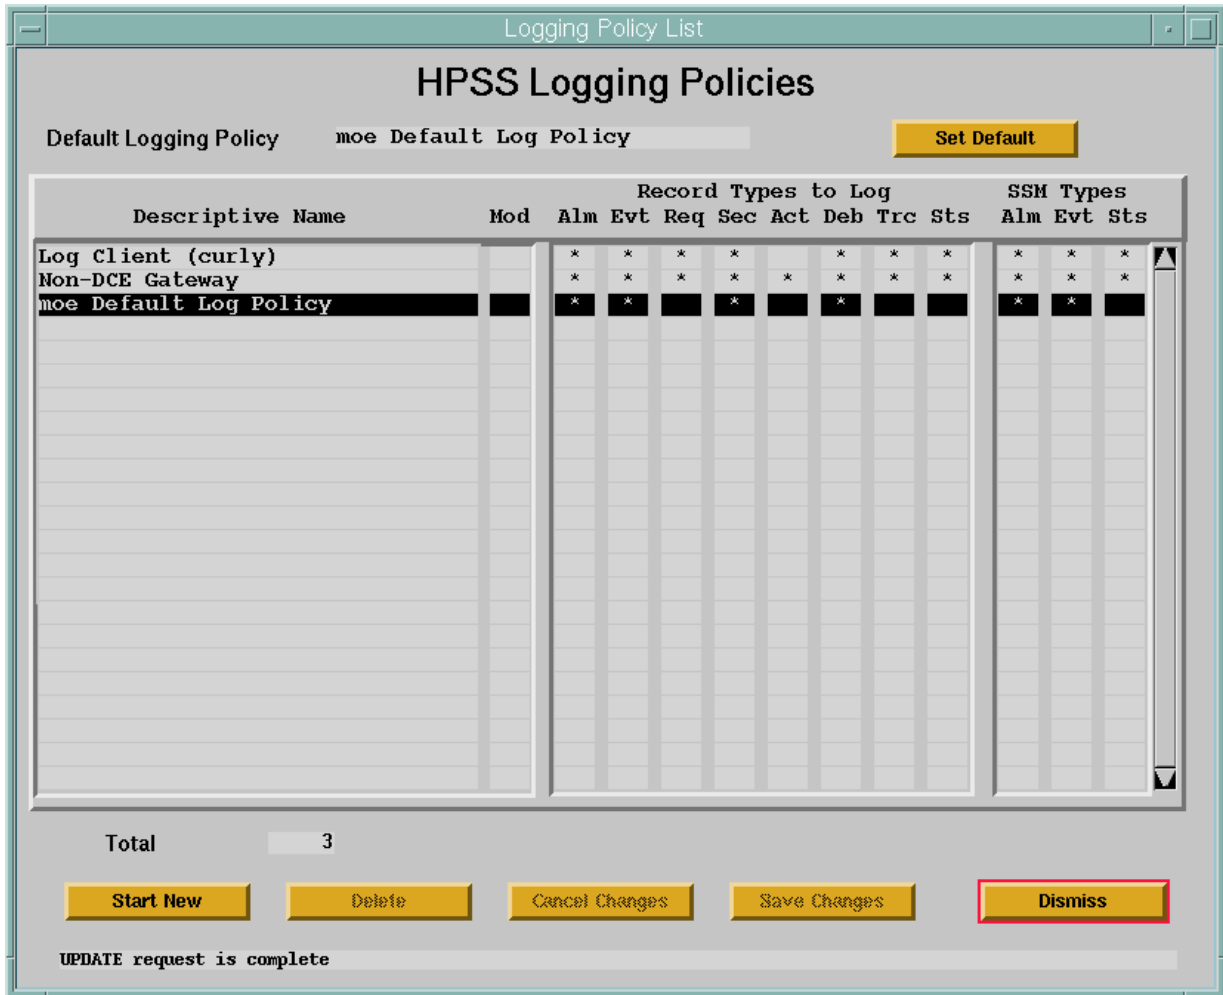 Logging Policy List
HPSS Logging Policies
Default Logging Policy moe Default Log Policy Set Default
Record Types to Log SSM Types
Descriptive Name Mod Alm Evt Req Sec Act Deb Trc Sts Alm Evt Sts
Log Client (curly) * * * * * * * * * *
Non-DCE Gateway * * * * * * * * * * *
moe Default Log Policy * * * * * *
Total 3
Start New Delete Cancel Changes Save Changes Dismiss
UPDATE request is complete